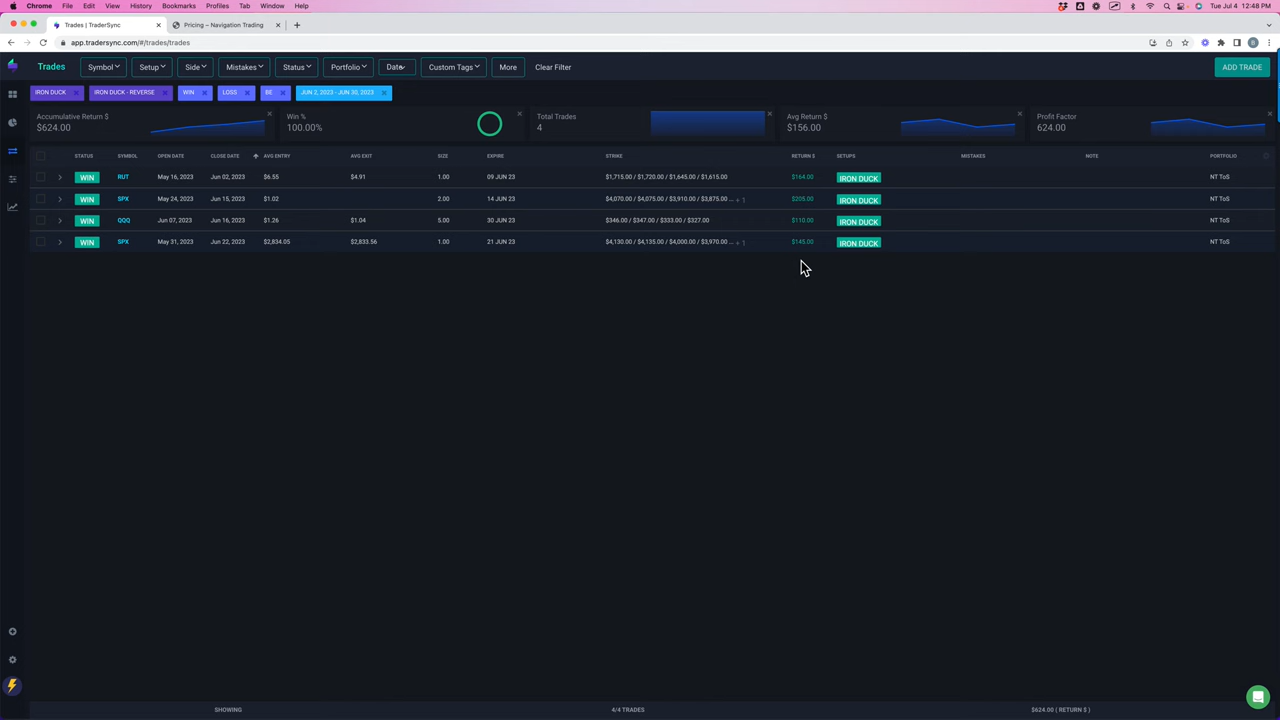 Chrome File Edit View History Bookmarks Profiles Tab Window Help Tue Jul 4 12:48 PM
Trades | TraderSync Pricing – Navigation Trading
app.tradersync.com/#/trades/trades
Trades Symbol Setup Side Mistakes Status Portfolio Date Custom Tags More Clear Filter ADD TRADE
IRON DUCK IRON DUCK - REVERSE WIN LOSS BE JUN 2, 2023 - JUN 30, 2023
Accumulative Return $ Win % Total Trades Avg Return $ Profit Factor
$624.00 100.00% 4 $156.00 624.00
STATUS SYMBOL OPEN DATE CLOSE DATE AVG ENTRY AVG EXIT SIZE EXPIRE STRIKE RETURN $ SETUPS MISTAKES NOTE PORTFOLIO
WIN RUT May 16, 2023 Jun 02, 2023 $6.55 $4.91 1.00 09 JUN 23 $1,715.00 / $1,720.00 / $1,645.00 / $1,615.00 $164.00 IRON DUCK NT ToS
WIN SPX May 24, 2023 Jun 15, 2023 $1.02 2.00 14 JUN 23 $4,070.00 / $4,075.00 / $3,910.00 / $3,875.00 ... + 1 $205.00 IRON DUCK NT ToS
WIN QQQ Jun 07, 2023 Jun 16, 2023 $1.26 $1.04 5.00 30 JUN 23 $346.00 / $347.00 / $333.00 / $327.00 $110.00 IRON DUCK NT ToS
WIN SPX May 31, 2023 Jun 22, 2023 $2,834.05 $2,833.56 1.00 21 JUN 23 $4,130.00 / $4,135.00 / $4,000.00 / $3,970.00 ... + 1 $145.00 IRON DUCK NT ToS
SHOWING 4/4 TRADES $624.00 ( RETURN $ )